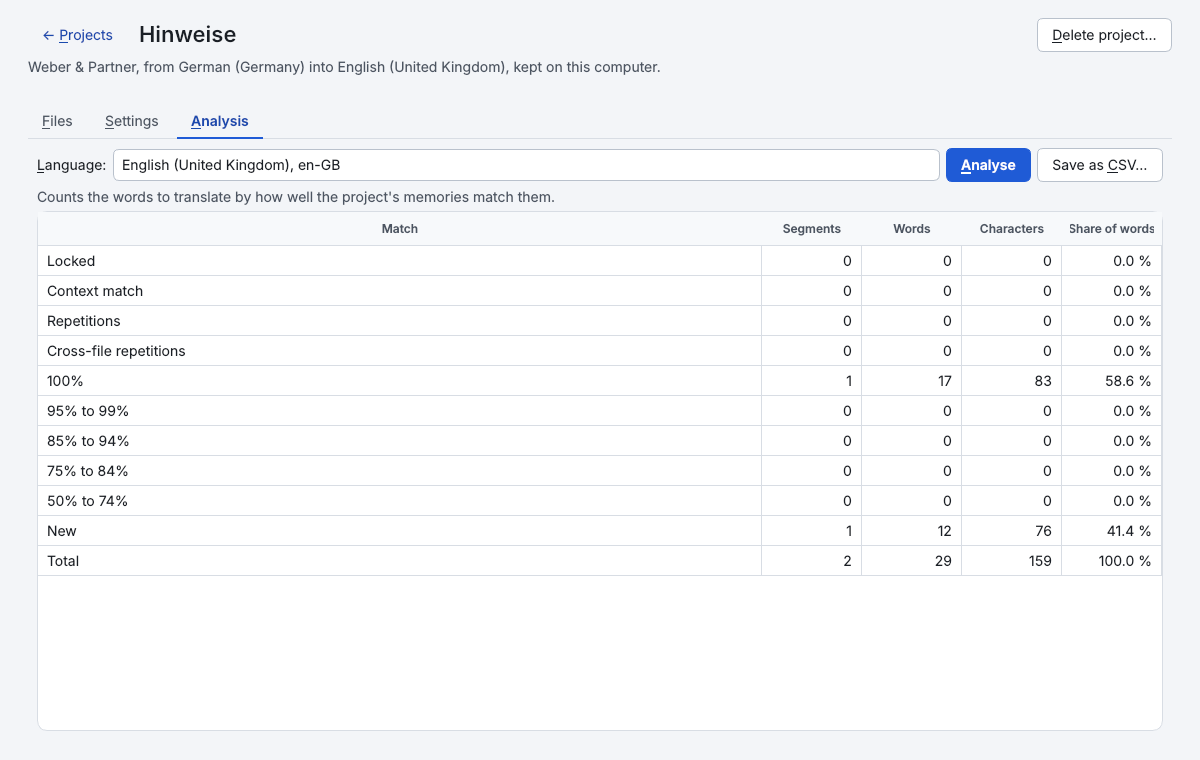 ← Projects Hinweise Delete project...
Weber & Partner, from German (Germany) into English (United Kingdom), kept on this computer.
Files Settings Analysis
Language: English (United Kingdom), en-GB Analyse Save as CSV...
Counts the words to translate by how well the project's memories match them.
Match Segments Words Characters Share of words
Locked 0 0 0 0.0 %
Context match 0 0 0 0.0 %
Repetitions 0 0 0 0.0 %
Cross-file repetitions 0 0 0 0.0 %
100% 1 17 83 58.6 %
95% to 99% 0 0 0 0.0 %
85% to 94% 0 0 0 0.0 %
75% to 84% 0 0 0 0.0 %
50% to 74% 0 0 0 0.0 %
New 1 12 76 41.4 %
Total 2 29 159 100.0 %